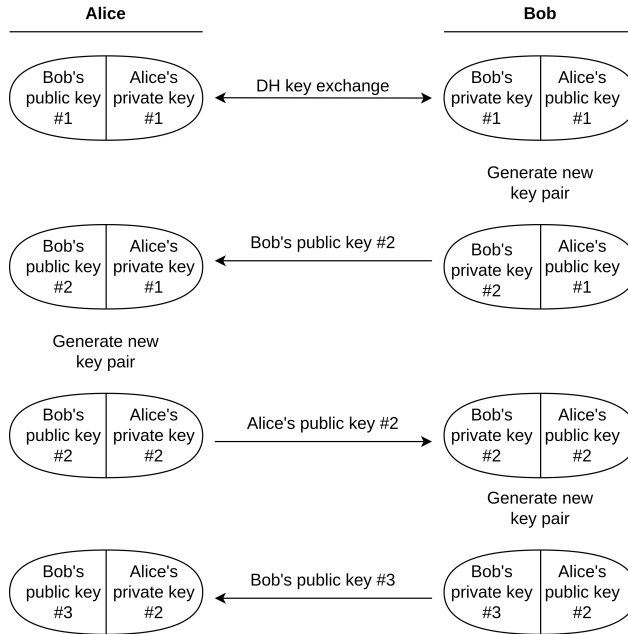 Alice
Bob
Bob's
public key
#1
Alice's
private key
#1
DH key exchange
Bob's
private key
#1
Alice's
public key
#1
Generate new
key pair
Bob's
public key
#2
Alice's
private key
#1
Bob's public key #2
Bob's
private key
#2
Alice's
public key
#1
Generate new
key pair
Bob's
public key
#2
Alice's
private key
#2
Alice's public key #2
Bob's
private key
#2
Alice's
public key
#2
Generate new
key pair
Bob's
public key
#3
Alice's
private key
#2
Bob's public key #3
Bob's
private key
#3
Alice's
public key
#2